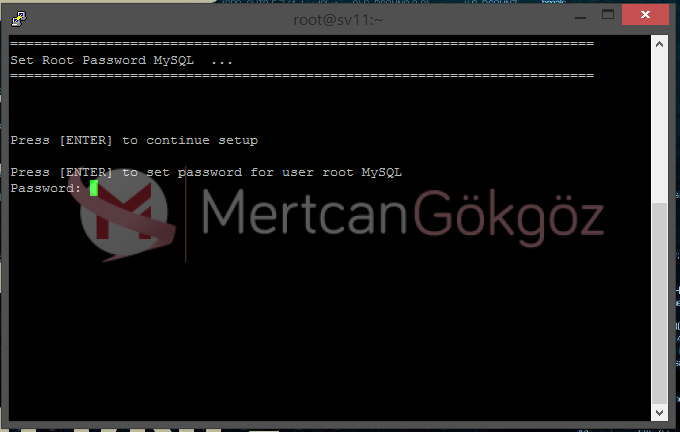 root@sv11:~
Set Root Password MySQL ...
Press [ENTER] to continue setup
Press [ENTER] to set password for user root MySQL
Password:
MertcanGökgöz